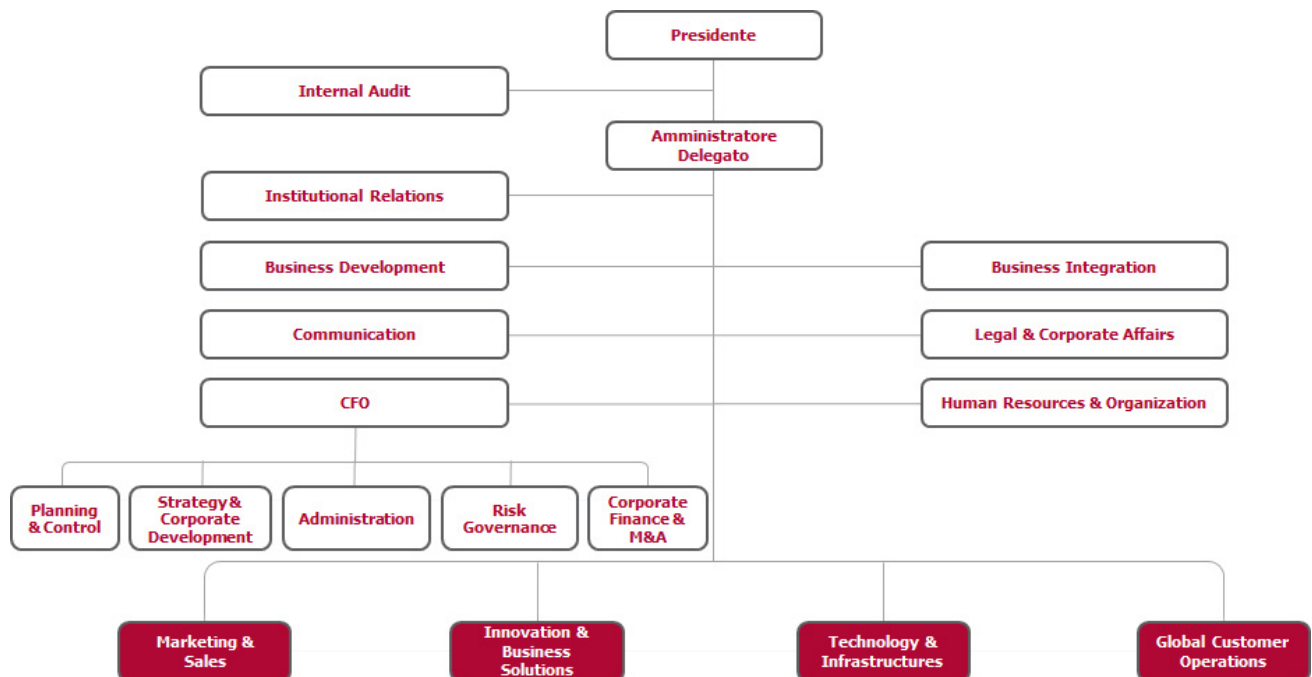 Presidente
Internal Audit
Amministratore
Delegato
Institutional Relations
Business Development
Business Integration
Communication
Legal & Corporate Affairs
CFO
Human Resources & Organization
Planning
& Control
Strategy &
Corporate
Development
Administration
Risk
Governance
Corporate
Finance &
M&A
Marketing &
Sales
Innovation &
Business
Solutions
Technology &
Infrastructures
Global Customer
Operations